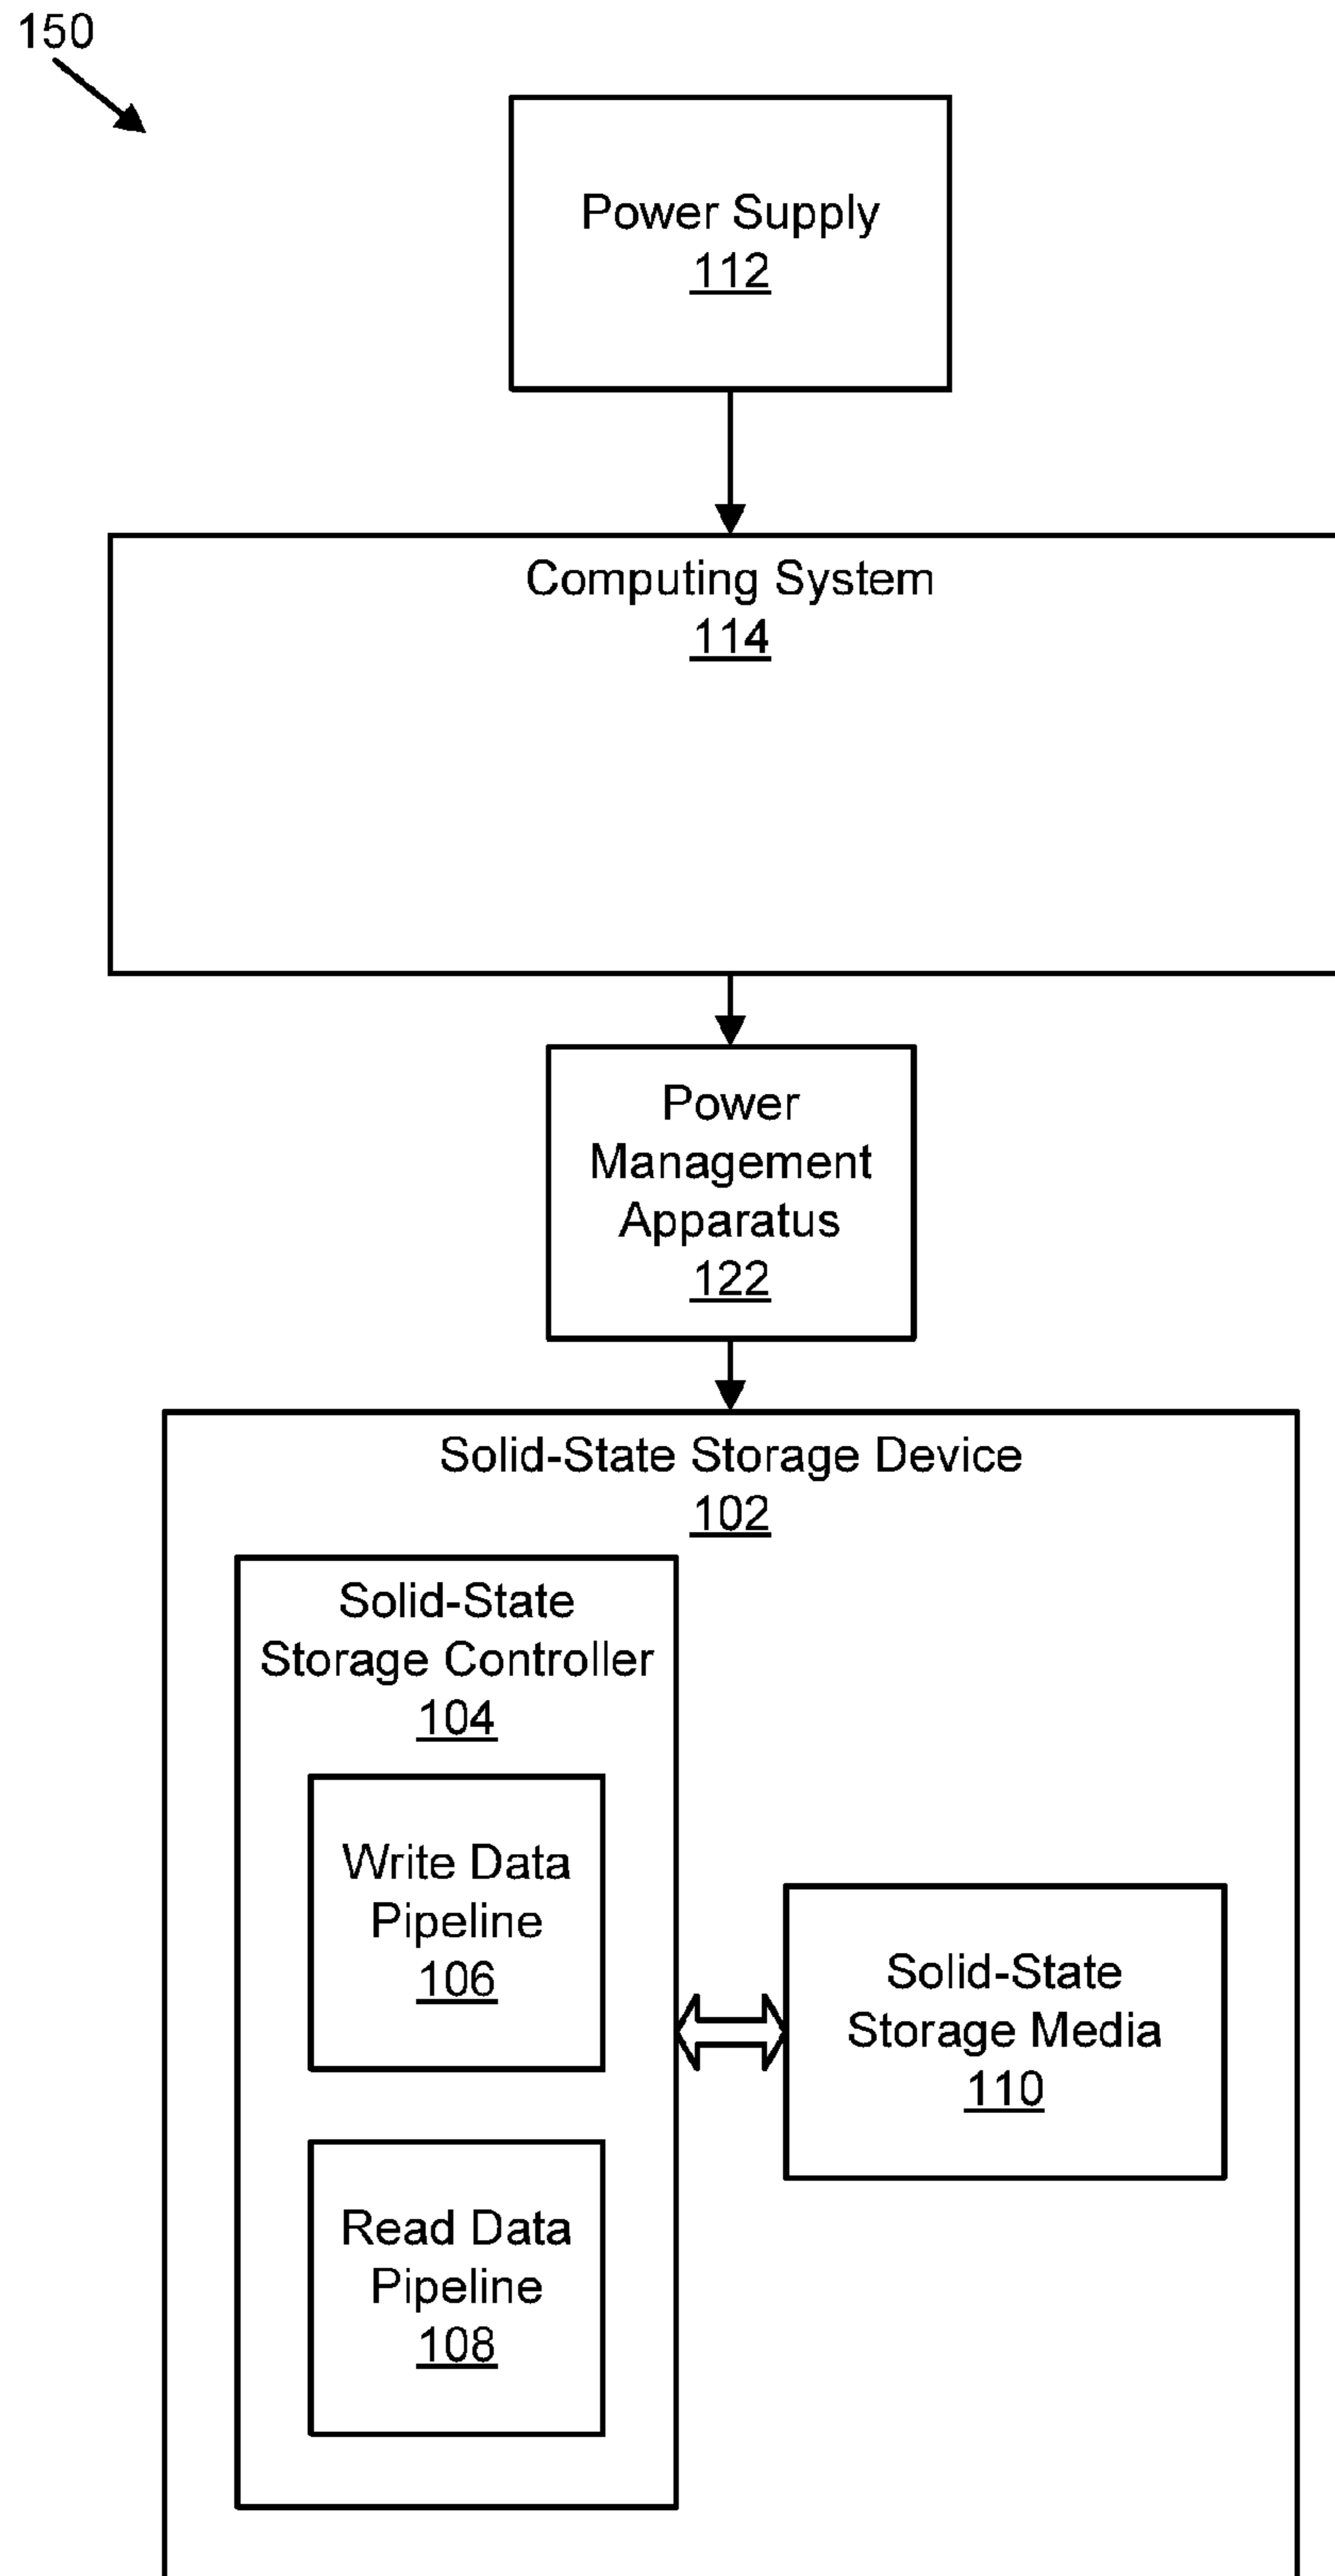 150
Power Supply
112
Computing System
114
Power
Management
Apparatus
122
Solid-State Storage Device
102
Solid-State
Storage Controller
104
Write Data
Pipeline
106
Solid-State
Storage Media
110
Read Data
Pipeline
108